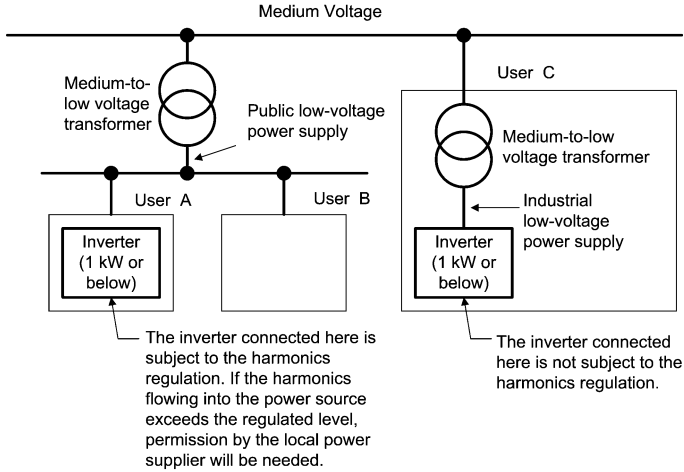 Medium Voltage
Medium-to-
low voltage
transformer
Public low-voltage
power supply
User A
User B
Inverter
(1 kW or
below)
The inverter connected here is
subject to the harmonics
regulation. If the harmonics
flowing into the power source
exceeds the regulated level,
permission by the local power
supplier will be needed.
User C
Medium-to-low
voltage transformer
Industrial
low-voltage
power supply
Inverter
(1 kW or
below)
The inverter connected
here is not subject to the
harmonics regulation.